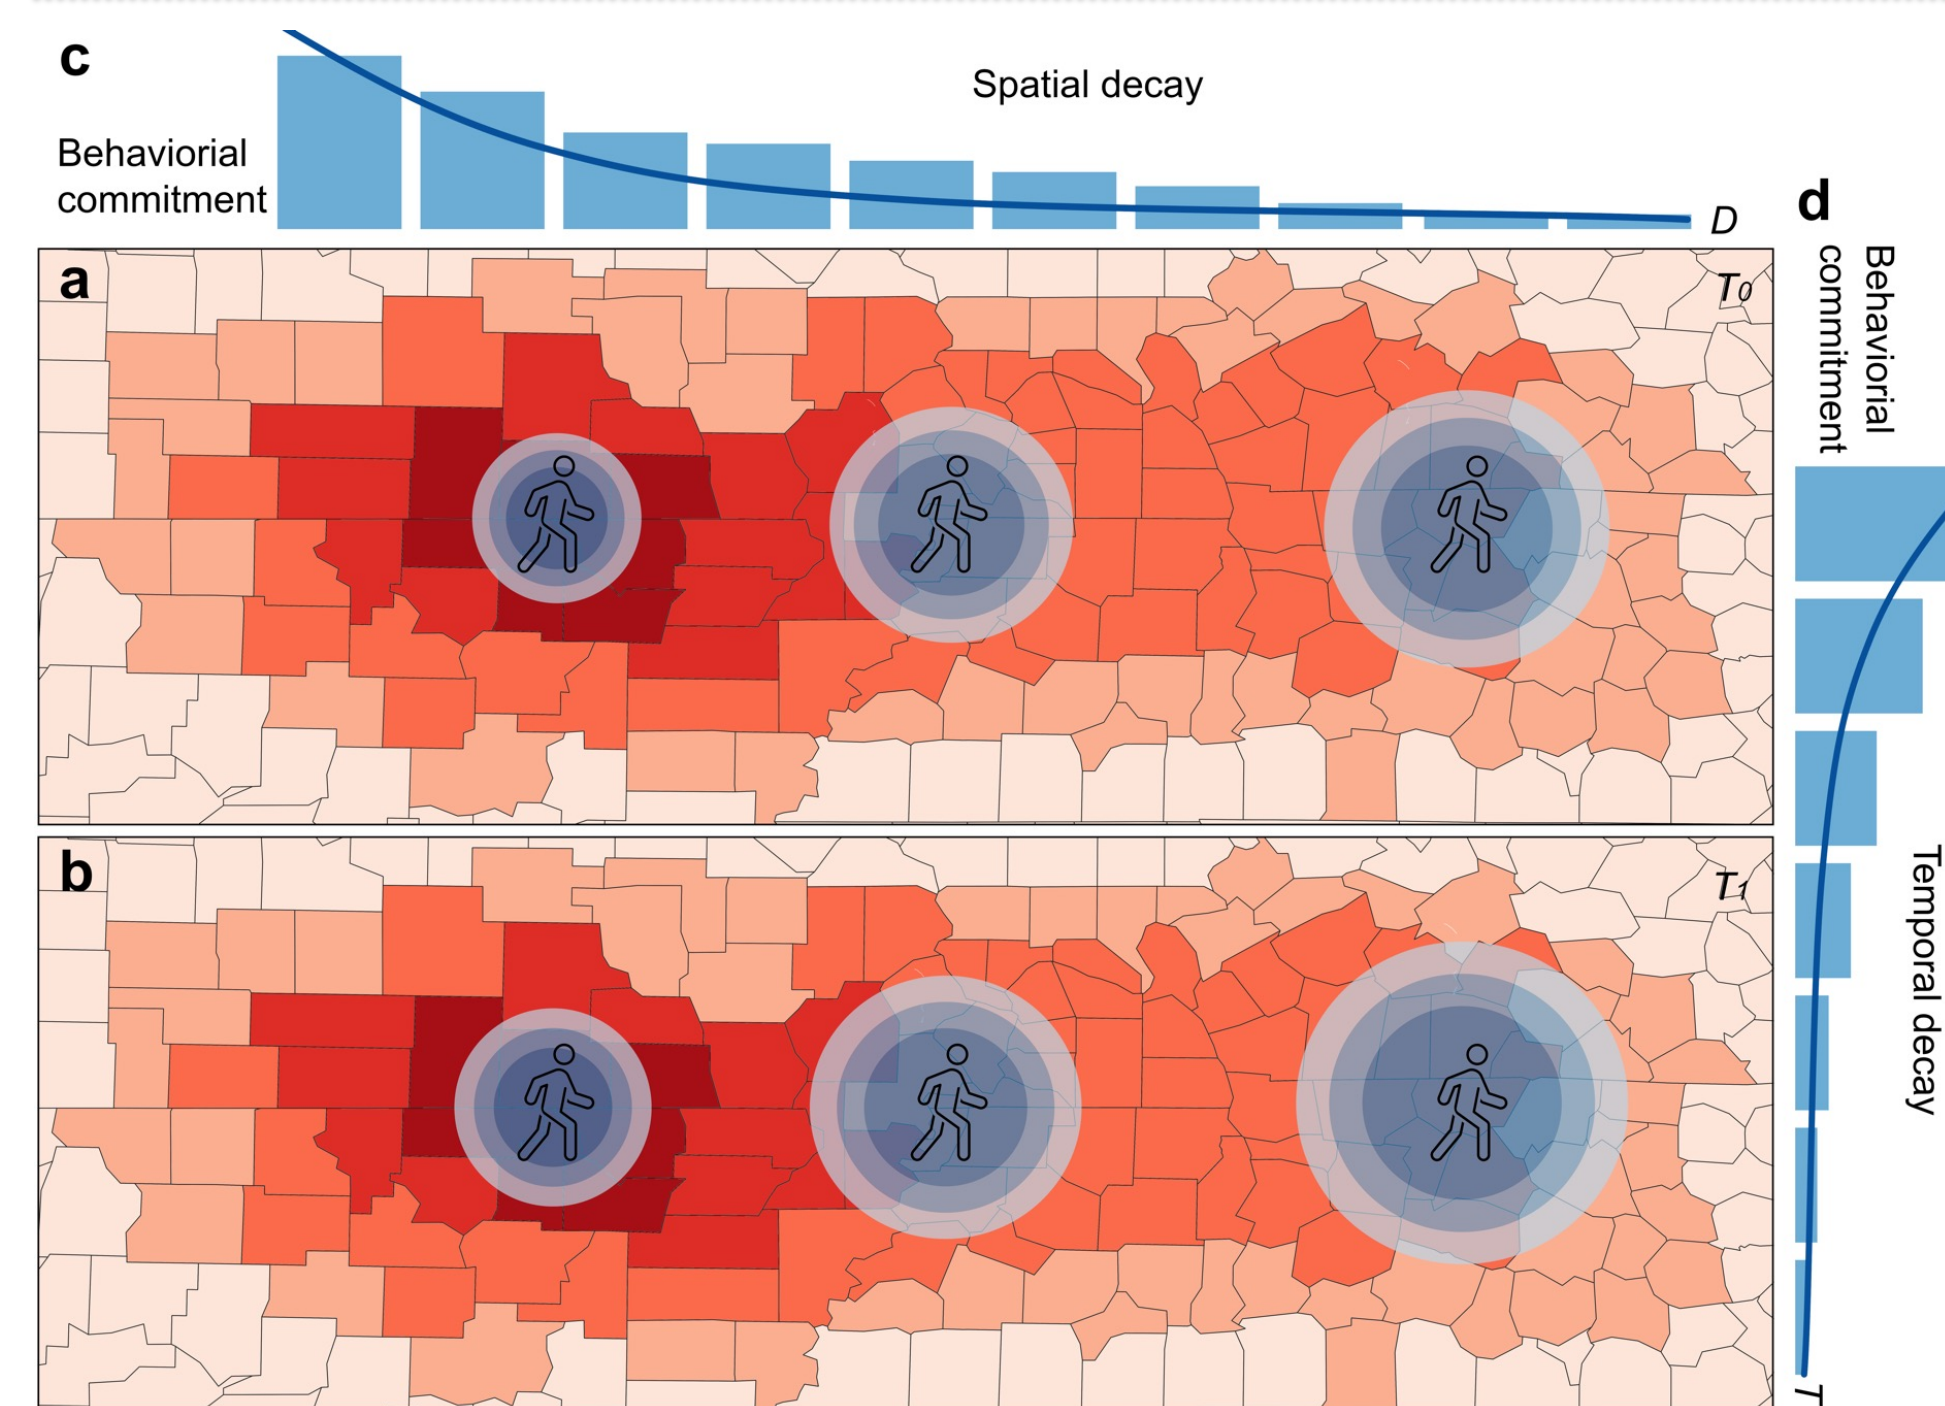 c
Spatial decay
Behaviorial
commitment
D
d
Behaviorial
commitment
a
T0
b
T1
Temporal decay
T